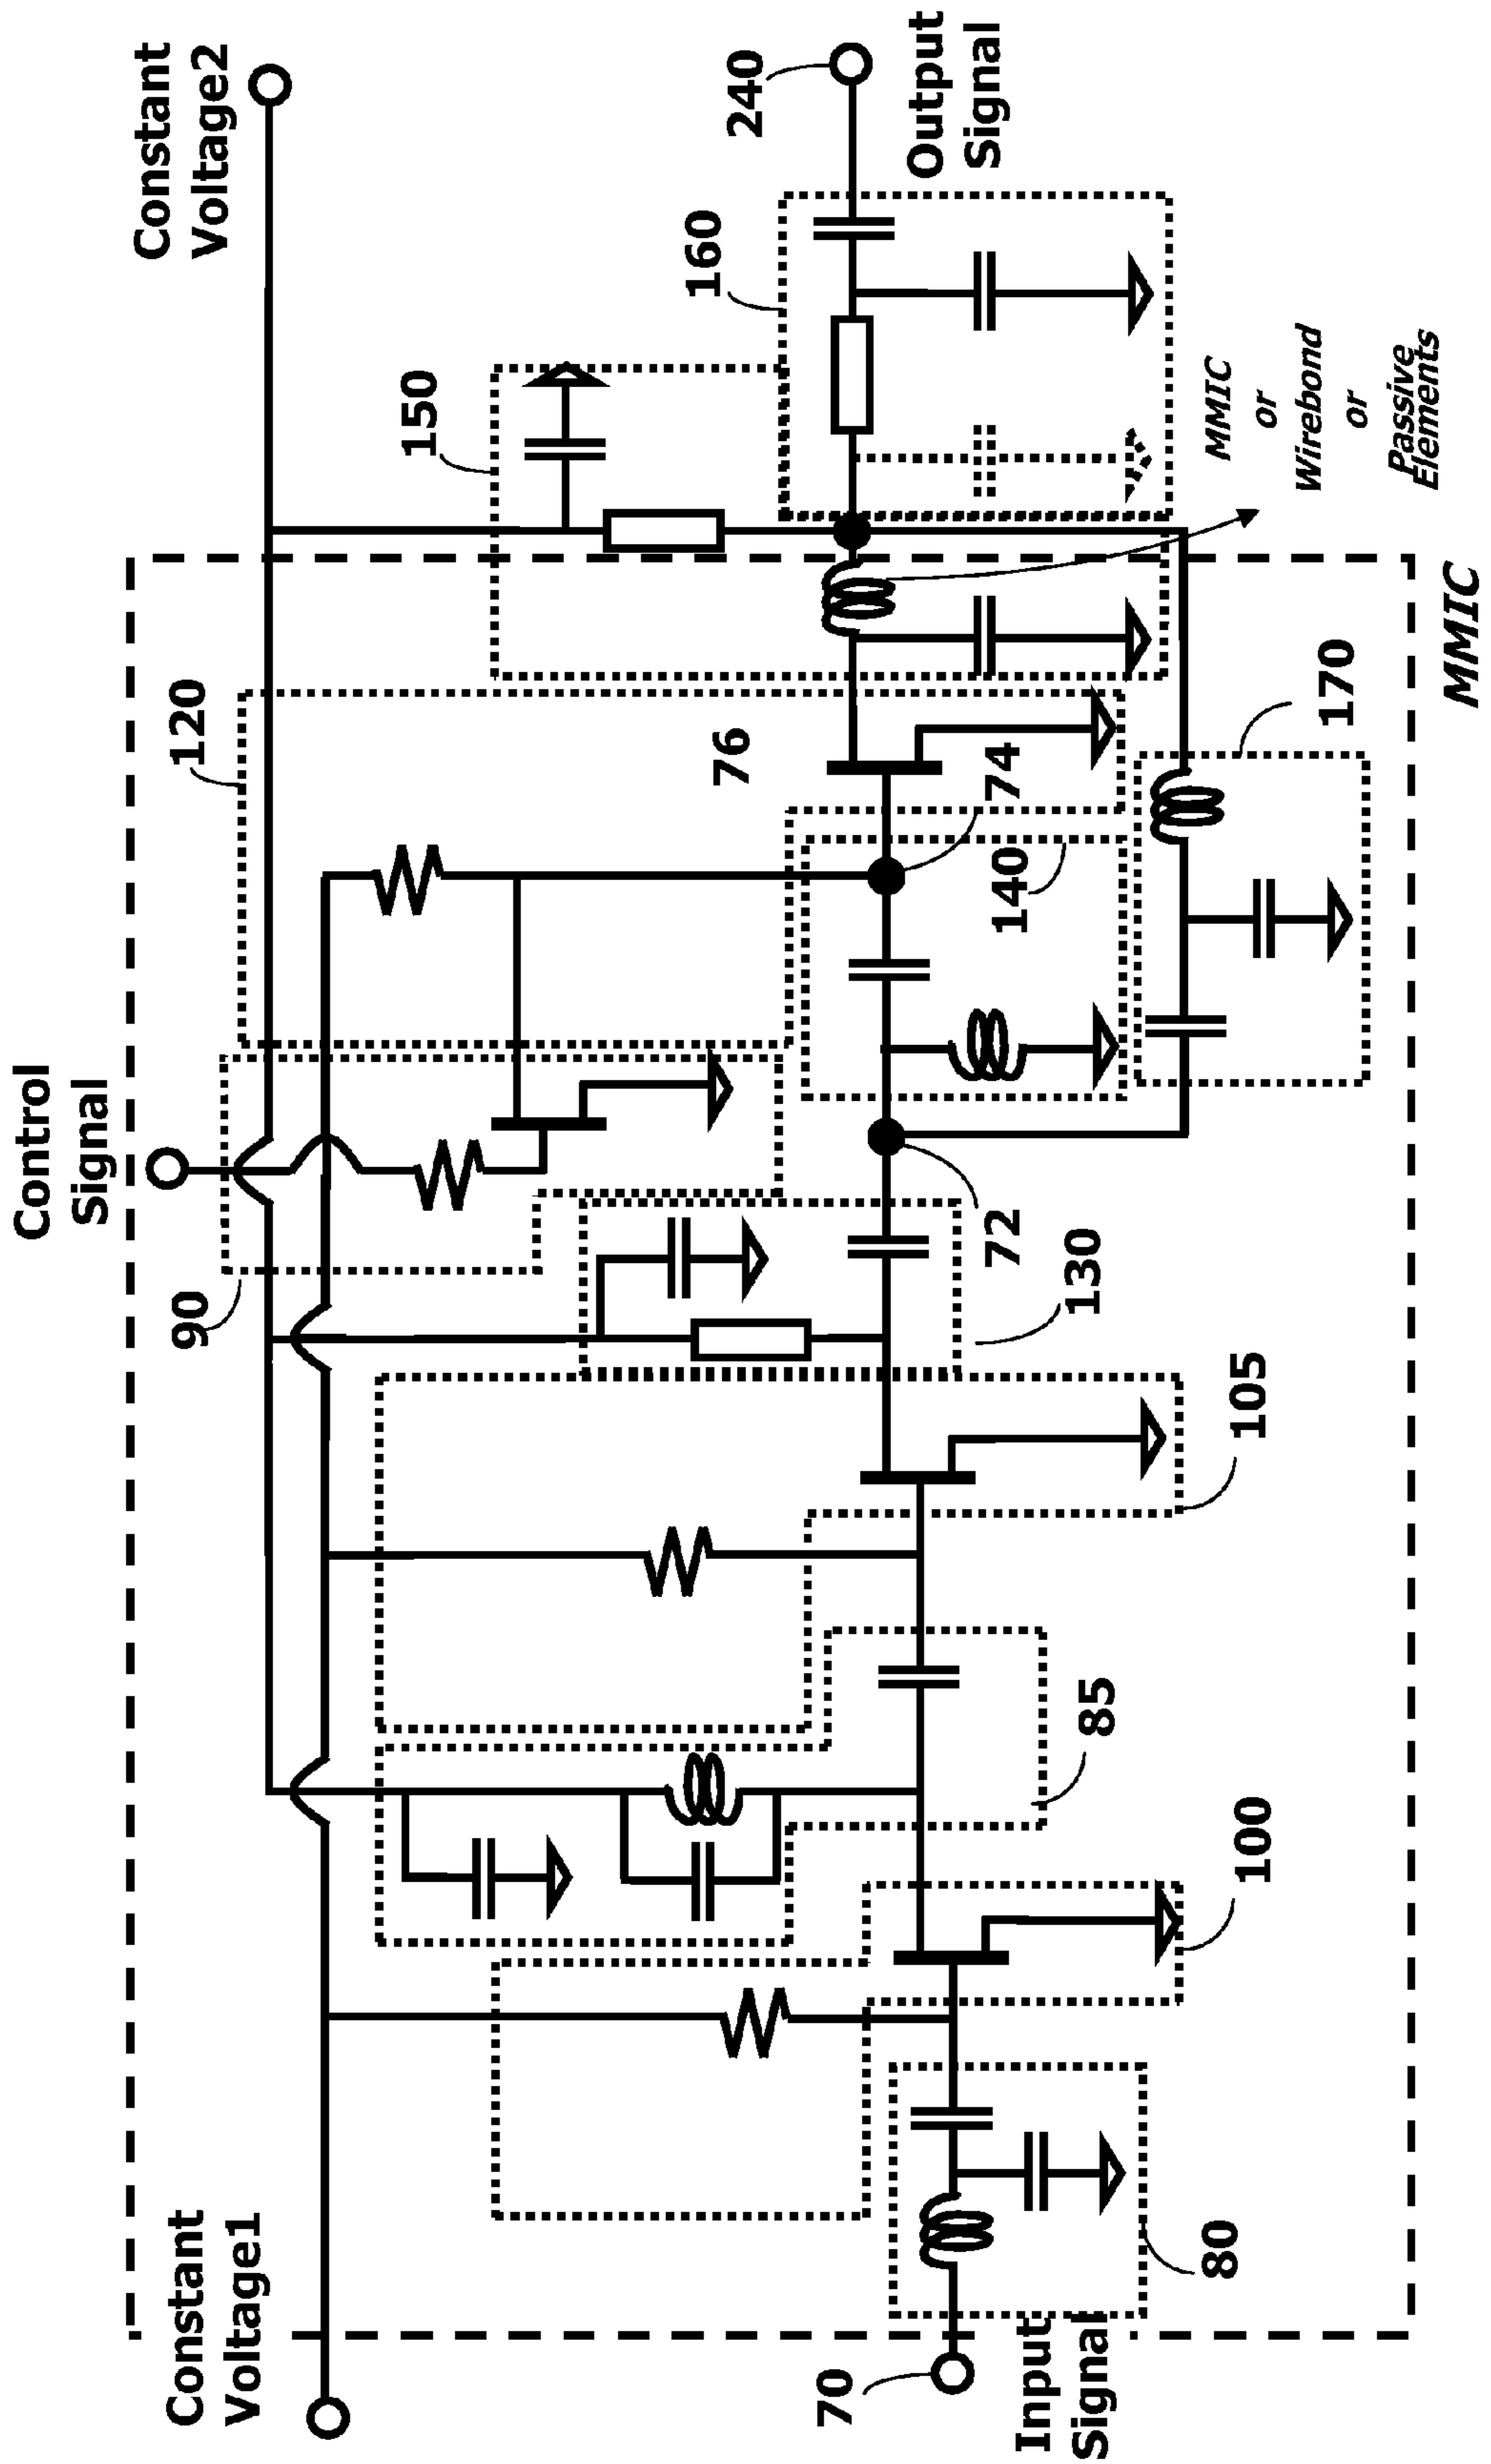 Control
Signal
Constant
Voltage1
Constant
Voltage2
90
120
150
160
240
Output
Signal
76
74
140
72
130
105
85
100
80
70
Input
Signal
170
MMIC
or
Wirebond
or
Passive
Elements
MMIC